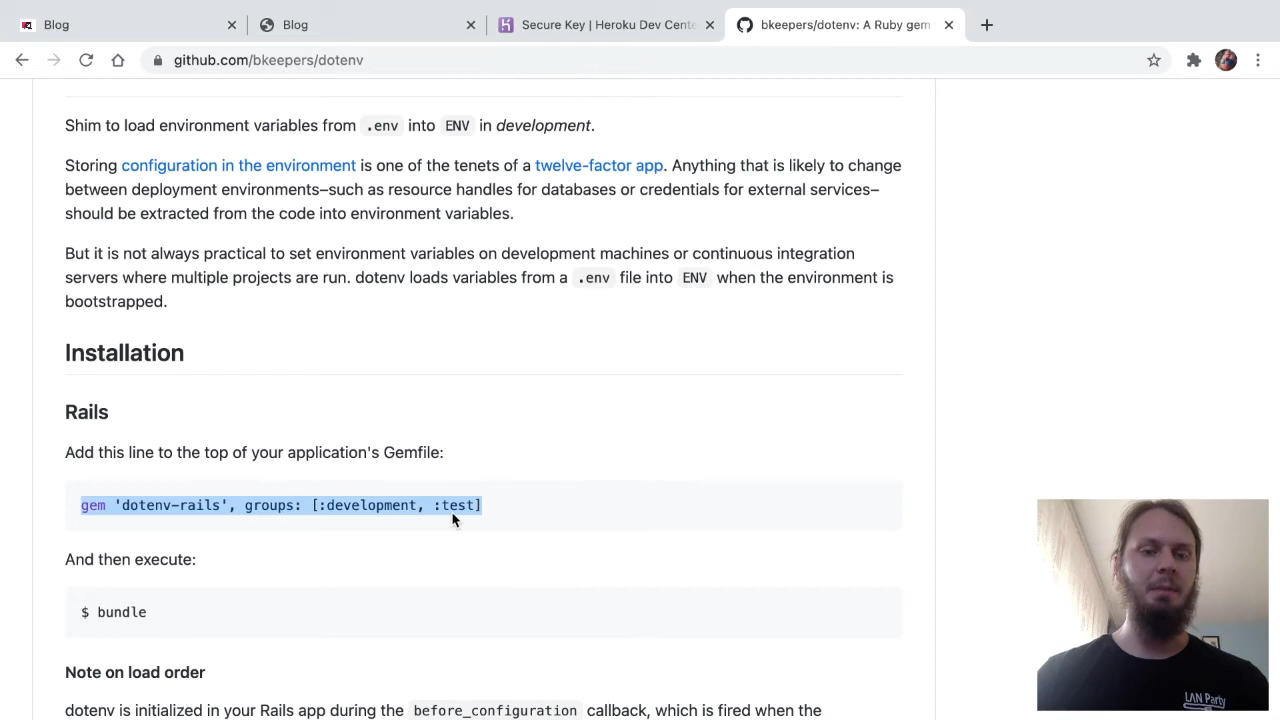 Blog
Blog
Secure Key | Heroku Dev Cente
bkeepers/dotenv: A Ruby gem
github.com/bkeepers/dotenv
Shim to load environment variables from .env into ENV in development.
Storing configuration in the environment is one of the tenets of a twelve-factor app. Anything that is likely to change
between deployment environments–such as resource handles for databases or credentials for external services–
should be extracted from the code into environment variables.
But it is not always practical to set environment variables on development machines or continuous integration
servers where multiple projects are run. dotenv loads variables from a .env file into ENV when the environment is
bootstrapped.
Installation
Rails
Add this line to the top of your application's Gemfile:
gem 'dotenv-rails', groups: [:development, :test]
And then execute:
$ bundle
Note on load order
dotenv is initialized in your Rails app during the before_configuration callback, which is fired when the
LAN Party